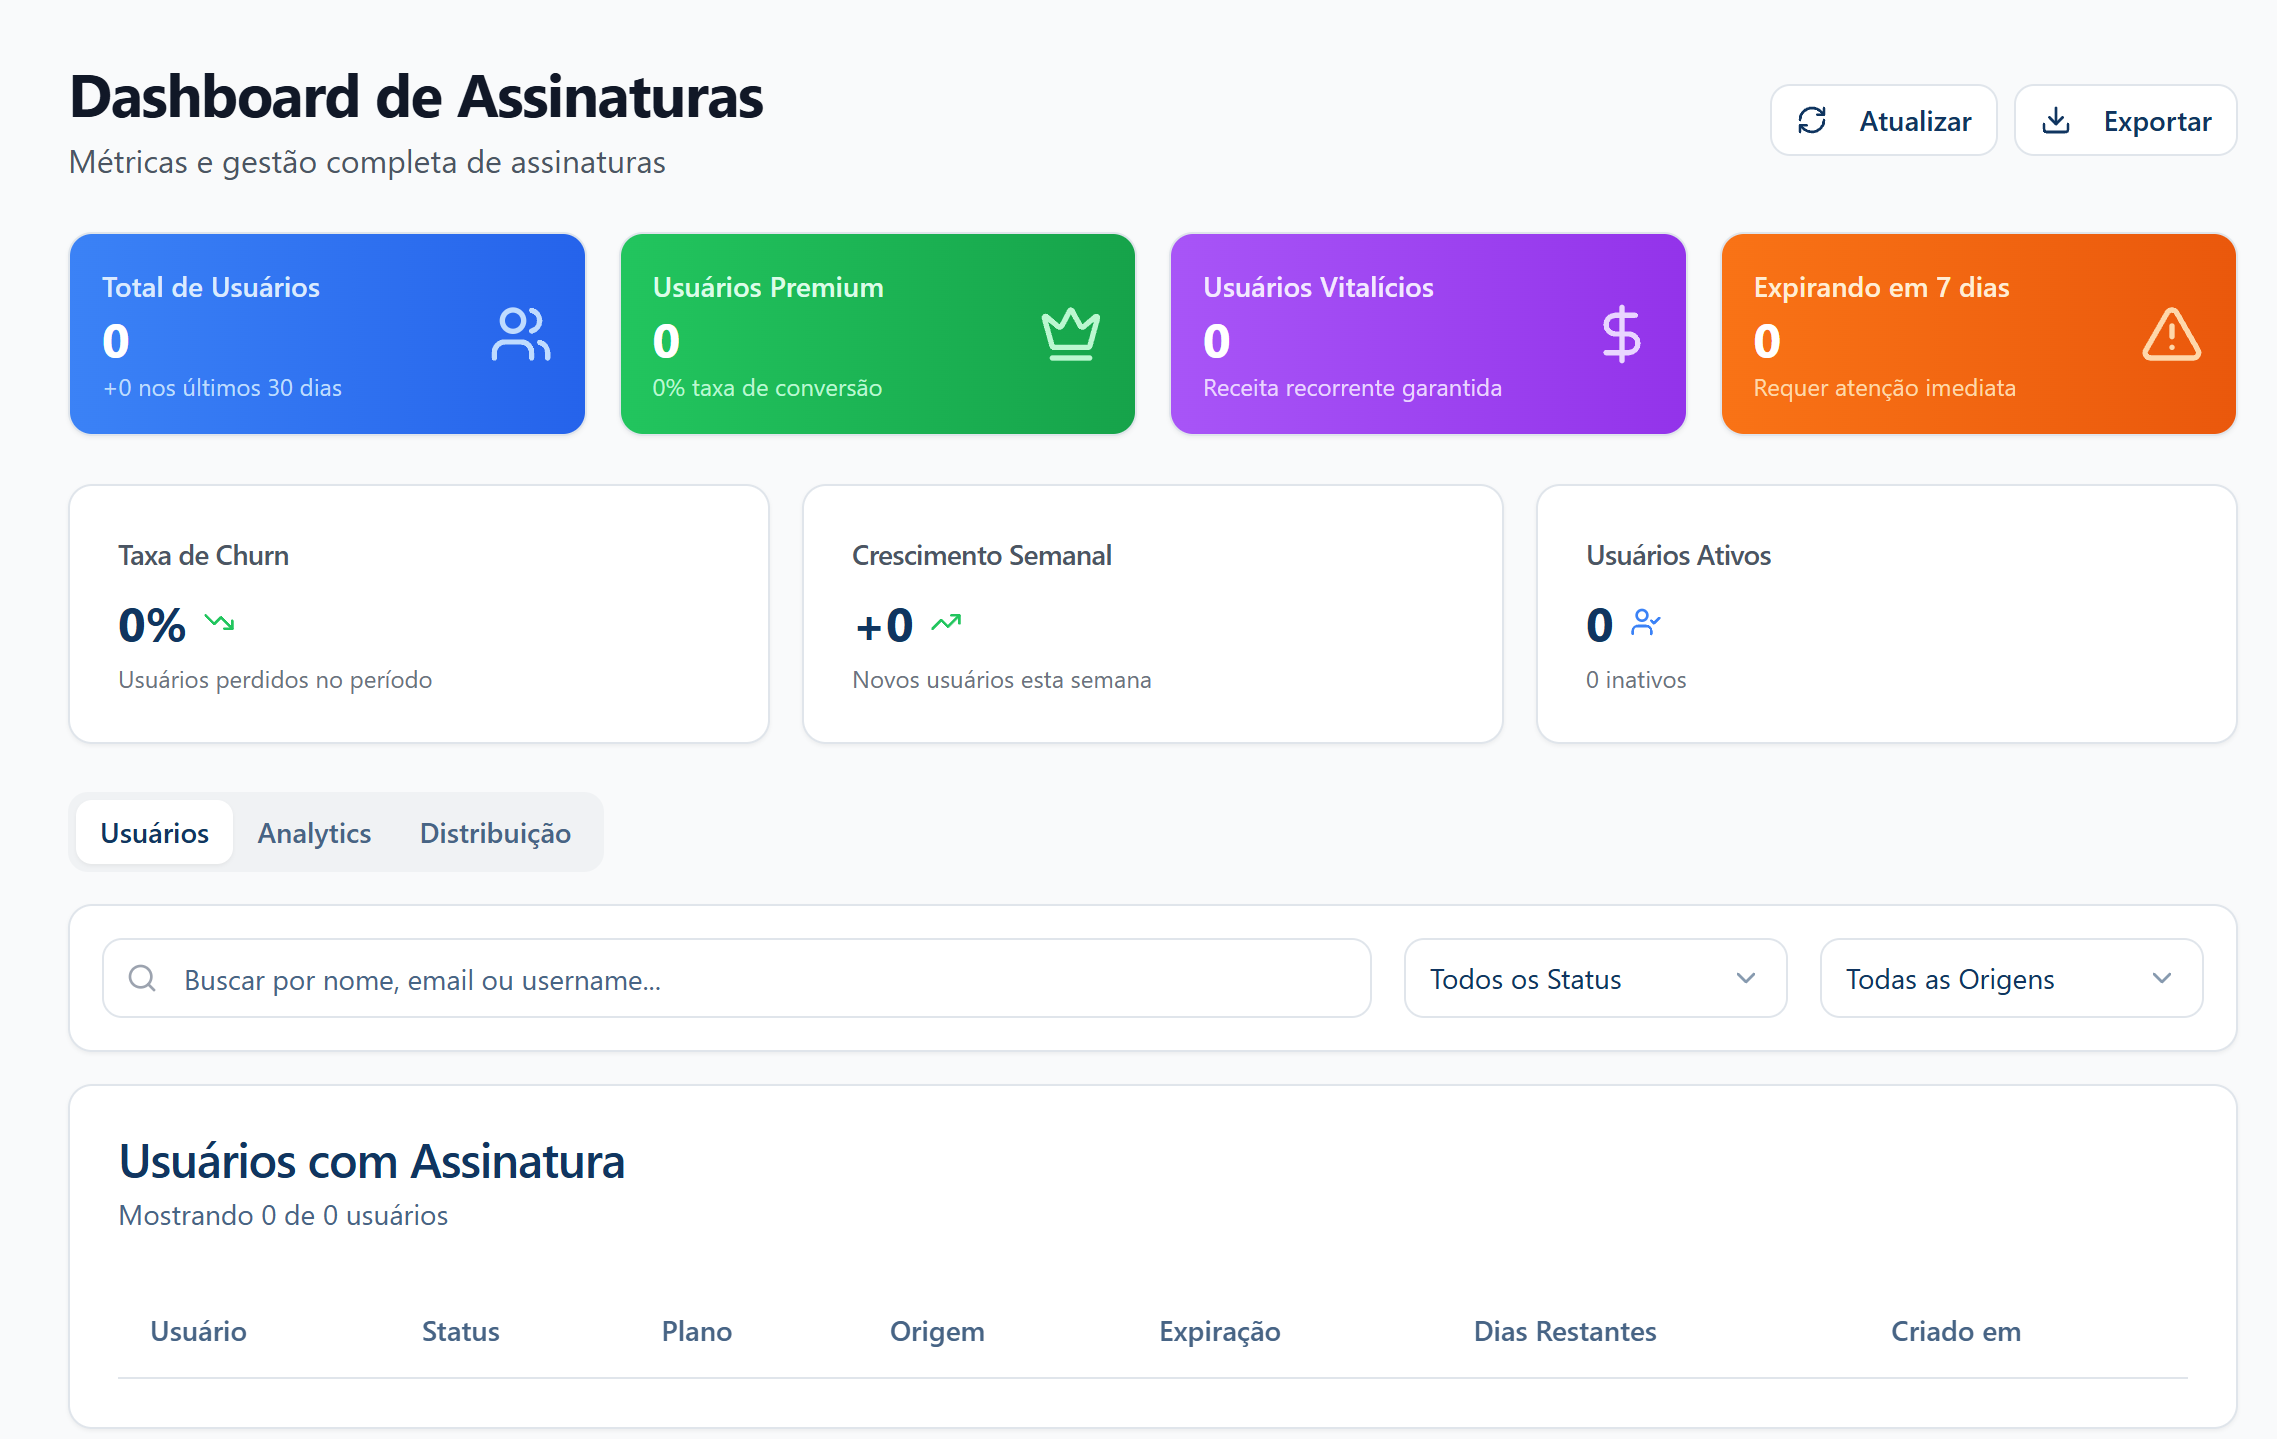 Dashboard de Assinaturas
Métricas e gestão completa de assinaturas
Atualizar
Exportar
Total de Usuários
0
+0 nos últimos 30 dias
Usuários Premium
0
0% taxa de conversão
Usuários Vitalícios
0
Receita recorrente garantida
Expirando em 7 dias
0
Requer atenção imediata
Taxa de Churn
0%
Usuários perdidos no período
Crescimento Semanal
+0
Novos usuários esta semana
Usuários Ativos
0
0 inativos
Usuários Analytics Distribuição
Buscar por nome, email ou username...
Todos os Status
Todas as Origens
Usuários com Assinatura
Mostrando 0 de 0 usuários
Usuário Status Plano Origem Expiração Dias Restantes Criado em